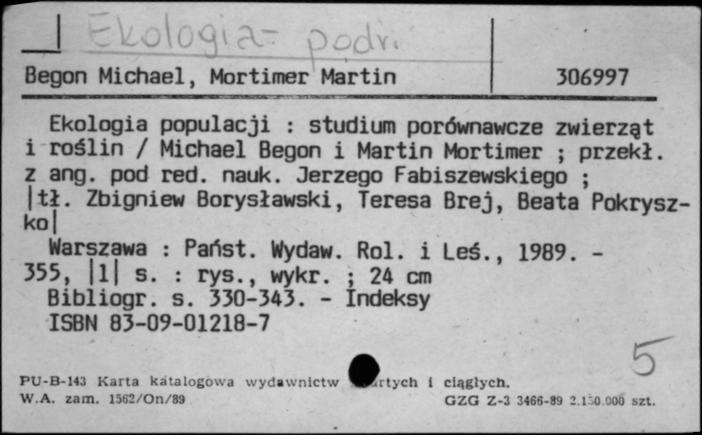 Ekologia - podr.
Begon Michael, Mortimer Martin 306997
Ekologia populacji : studium porównawcze zwierząt
i roślin / Michael Begon i Martin Mortimer ; przekł.
z ang. pod red. nauk. Jerzego Fabiszewskiego ;
|tł. Zbigniew Borysławski, Teresa Brej, Beata Pokrysz-
ko|
Warszawa : Państ. Wydaw. Rol. i Leś., 1989. -
355, |1| s. : rys., wykr. ; 24 cm
Bibliogr. s. 330-343. - Indeksy
ISBN 83-09-01218-7
5
PU-B-143 Karta katalogowa wydawnictw i ciągłych.
W.A. zam. 1562/On/89 GZG Z-3 3466-89 szt.